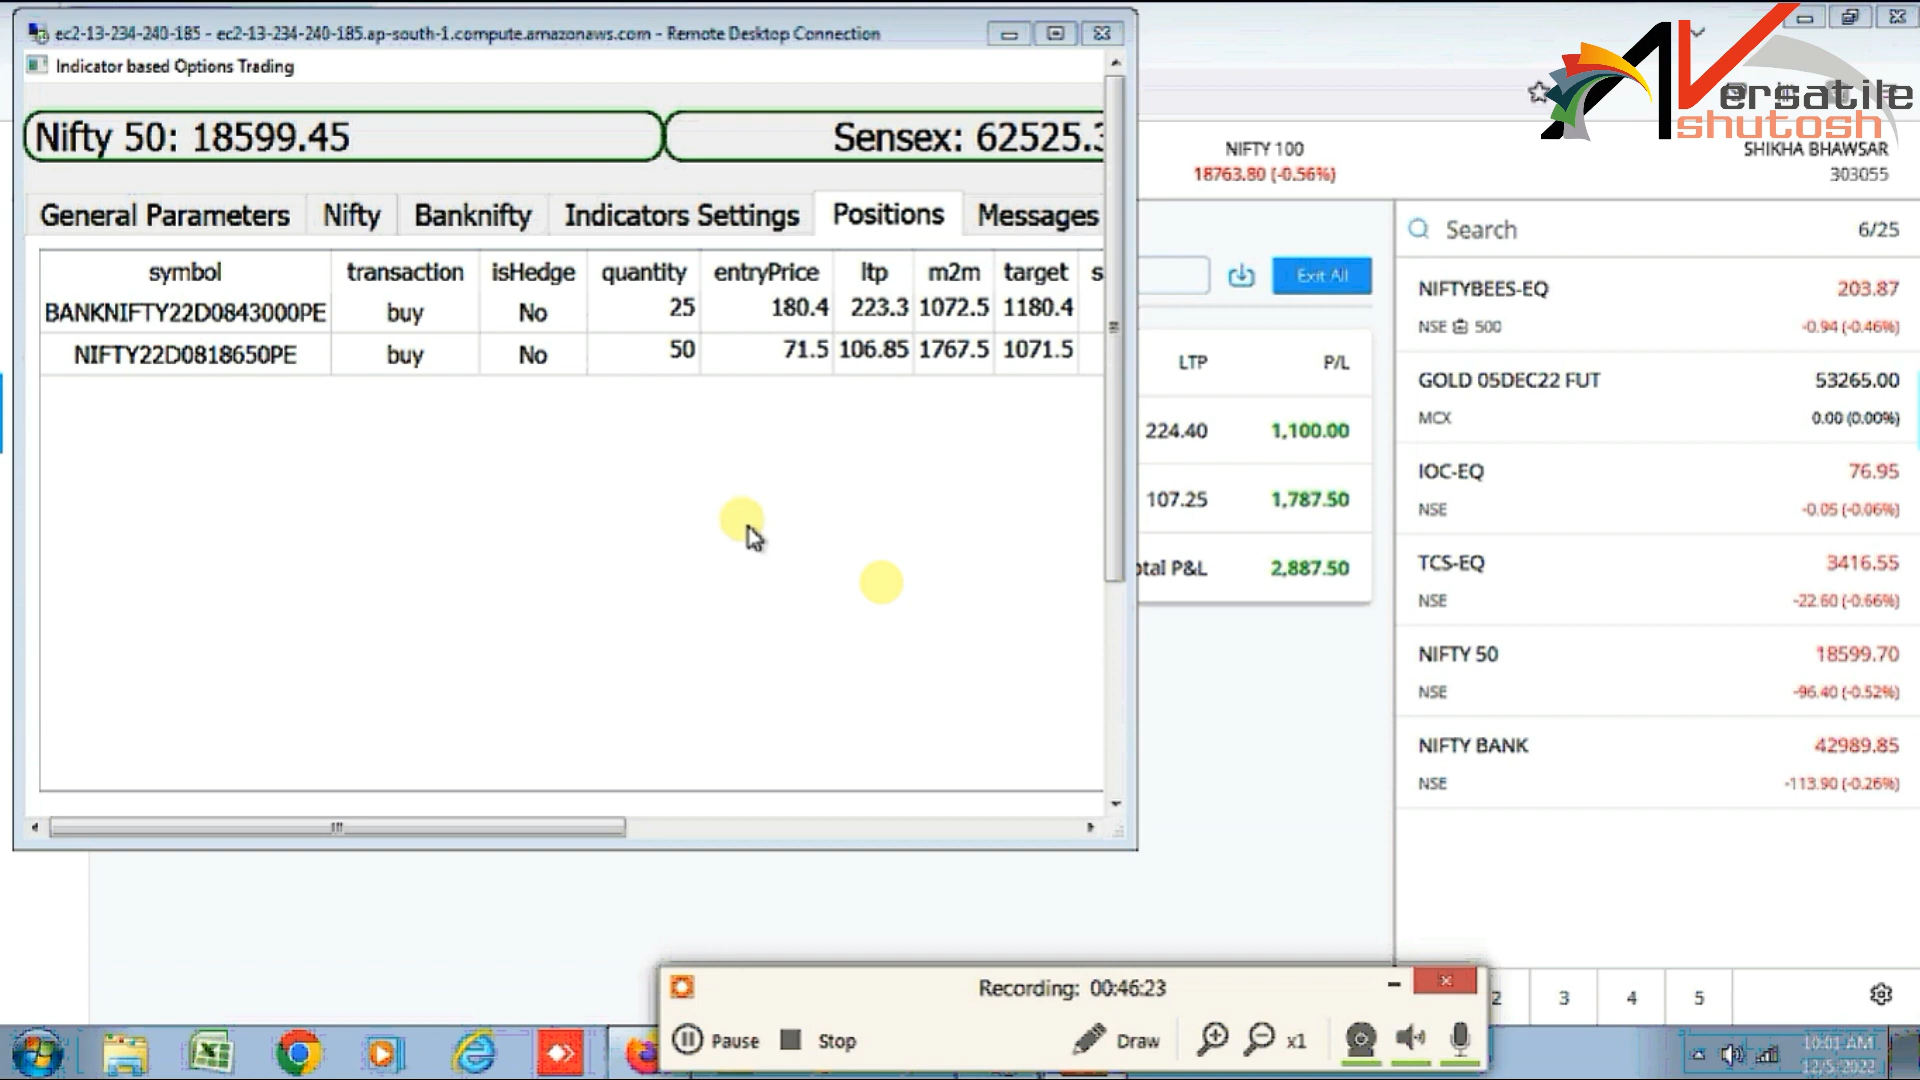 ec2-13-234-240-185 - ec2-13-234-240-185.ap-south-1.compute.amazonaws.com - Remote Desktop Connection
Indicator based Options Trading
Nifty 50: 18599.45
Sensex: 62525.3
General Parameters Nifty Banknifty Indicators Settings Positions Messages
symbol transaction isHedge quantity entryPrice ltp m2m target s
BANKNIFTY22D0843000PE buy No 25 180.4 223.3 1072.5 1180.4
NIFTY22D0818650PE buy No 50 71.5 106.85 1767.5 1071.5
ersatile
shutosh
NIFTY 100
18763.80 (-0.56%)
SHIKHA BHAWSAR
303055
Exit All
LTP P/L
224.40 1,100.00
107.25 1,787.50
otal P&L 2,887.50
Search 6/25
NIFTYBEES-EQ 203.87
NSE 500 -0.94 (-0.46%)
GOLD 05DEC22 FUT 53265.00
MCX 0.00 (0.00%)
IOC-EQ 76.95
NSE -0.05 (-0.06%)
TCS-EQ 3416.55
NSE -22.60 (-0.66%)
NIFTY 50 18599.70
NSE -96.40 (-0.52%)
NIFTY BANK 42989.85
NSE -113.90 (-0.26%)
2 3 4 5
Recording: 00:46:23
Pause Stop Draw x1
10:01 AM
12/5/2022